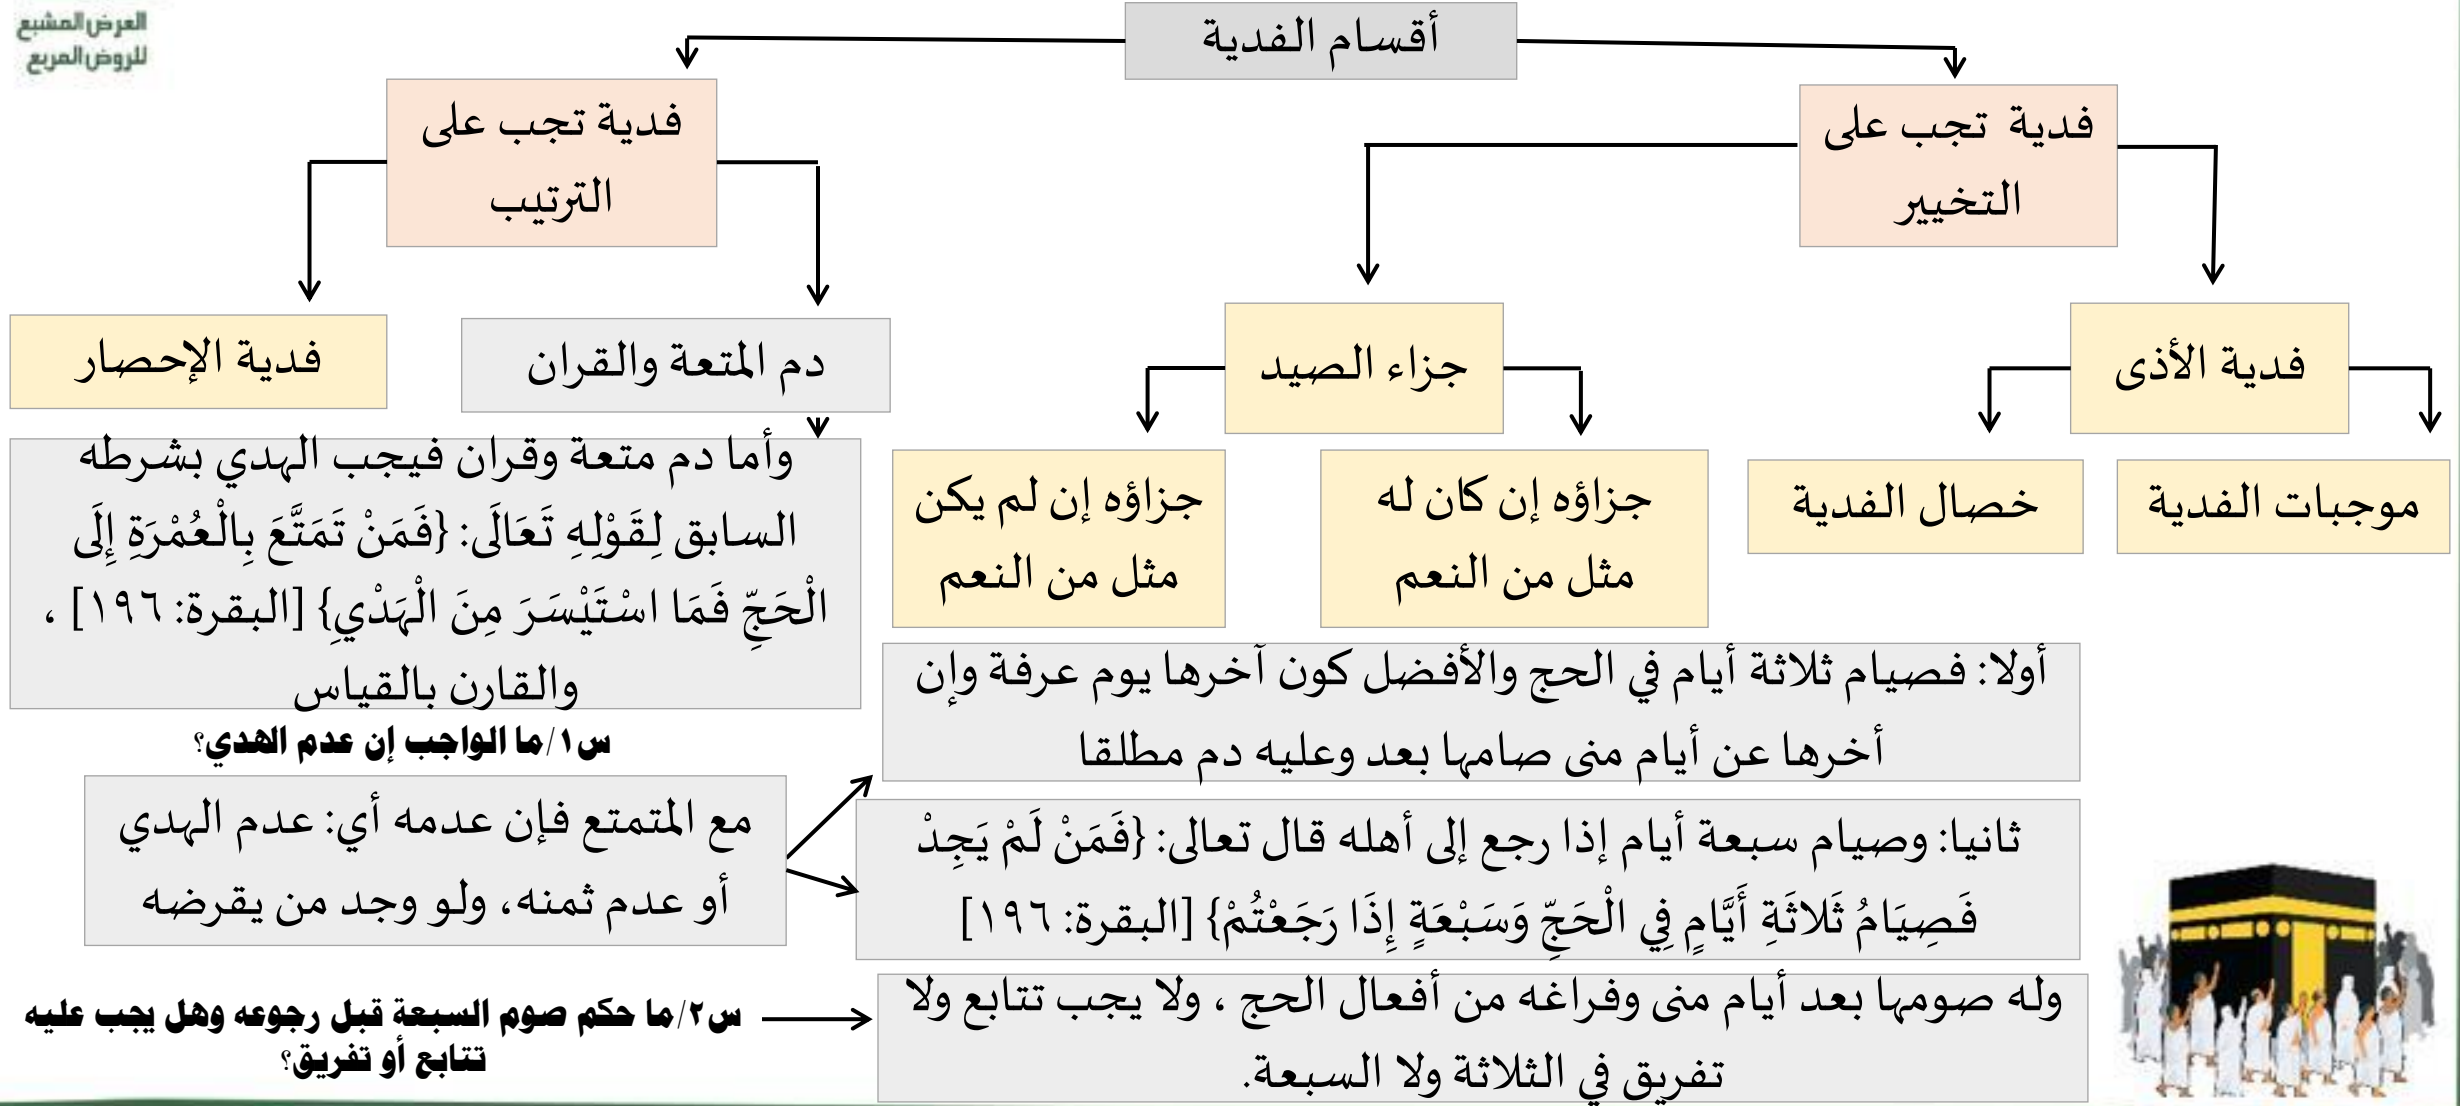 العرض المشبع
للروض المربع
أقسام الفدية
فدية تجب على
التخيير
فدية تجب على
الترتيب
فدية الأذى
جزاء الصيد
دم المتعة والقران
فدية الإحصار
موجبات الفدية
خصال الفدية
جزاؤه إن كان له
مثل من النعم
جزاؤه إن لم يكن
مثل من النعم
وأما دم متعة وقران فيجب الهدي بشرطه
السابق لِقَوْلِهِ تَعَالَى: {فَمَنْ تَمَتَّعَ بِالْعُمْرَةِ إِلَى
الْحَجِّ فَمَا اسْتَيْسَرَ مِنَ الْهَدْيِ} [البقرة: ١٩٦] ،
والقارن بالقياس
س١/ما الواجب إن عدم الهدي؟
مع المتمتع فإن عدمه أي: عدم الهدي
أو عدم ثمنه، ولو وجد من يقرضه
أولا: فصيام ثلاثة أيام في الحج والأفضل كون آخرها يوم عرفة وإن
أخرها عن أيام منى صامها بعد وعليه دم مطلقا
ثانيا: وصيام سبعة أيام إذا رجع إلى أهله قال تعالى: {فَمَنْ لَمْ يَجِدْ
فَصِيَامُ ثَلاثَةِ أَيَّامٍ فِي الْحَجِّ وَسَبْعَةٍ إِذَا رَجَعْتُمْ} [البقرة: ١٩٦]
س٢/ما حكم صوم السبعة قبل رجوعه وهل يجب عليه
تتابع أو تفريق؟
وله صومها بعد أيام منى وفراغه من أفعال الحج ، ولا يجب تتابع ولا
تفريق في الثلاثة ولا السبعة.